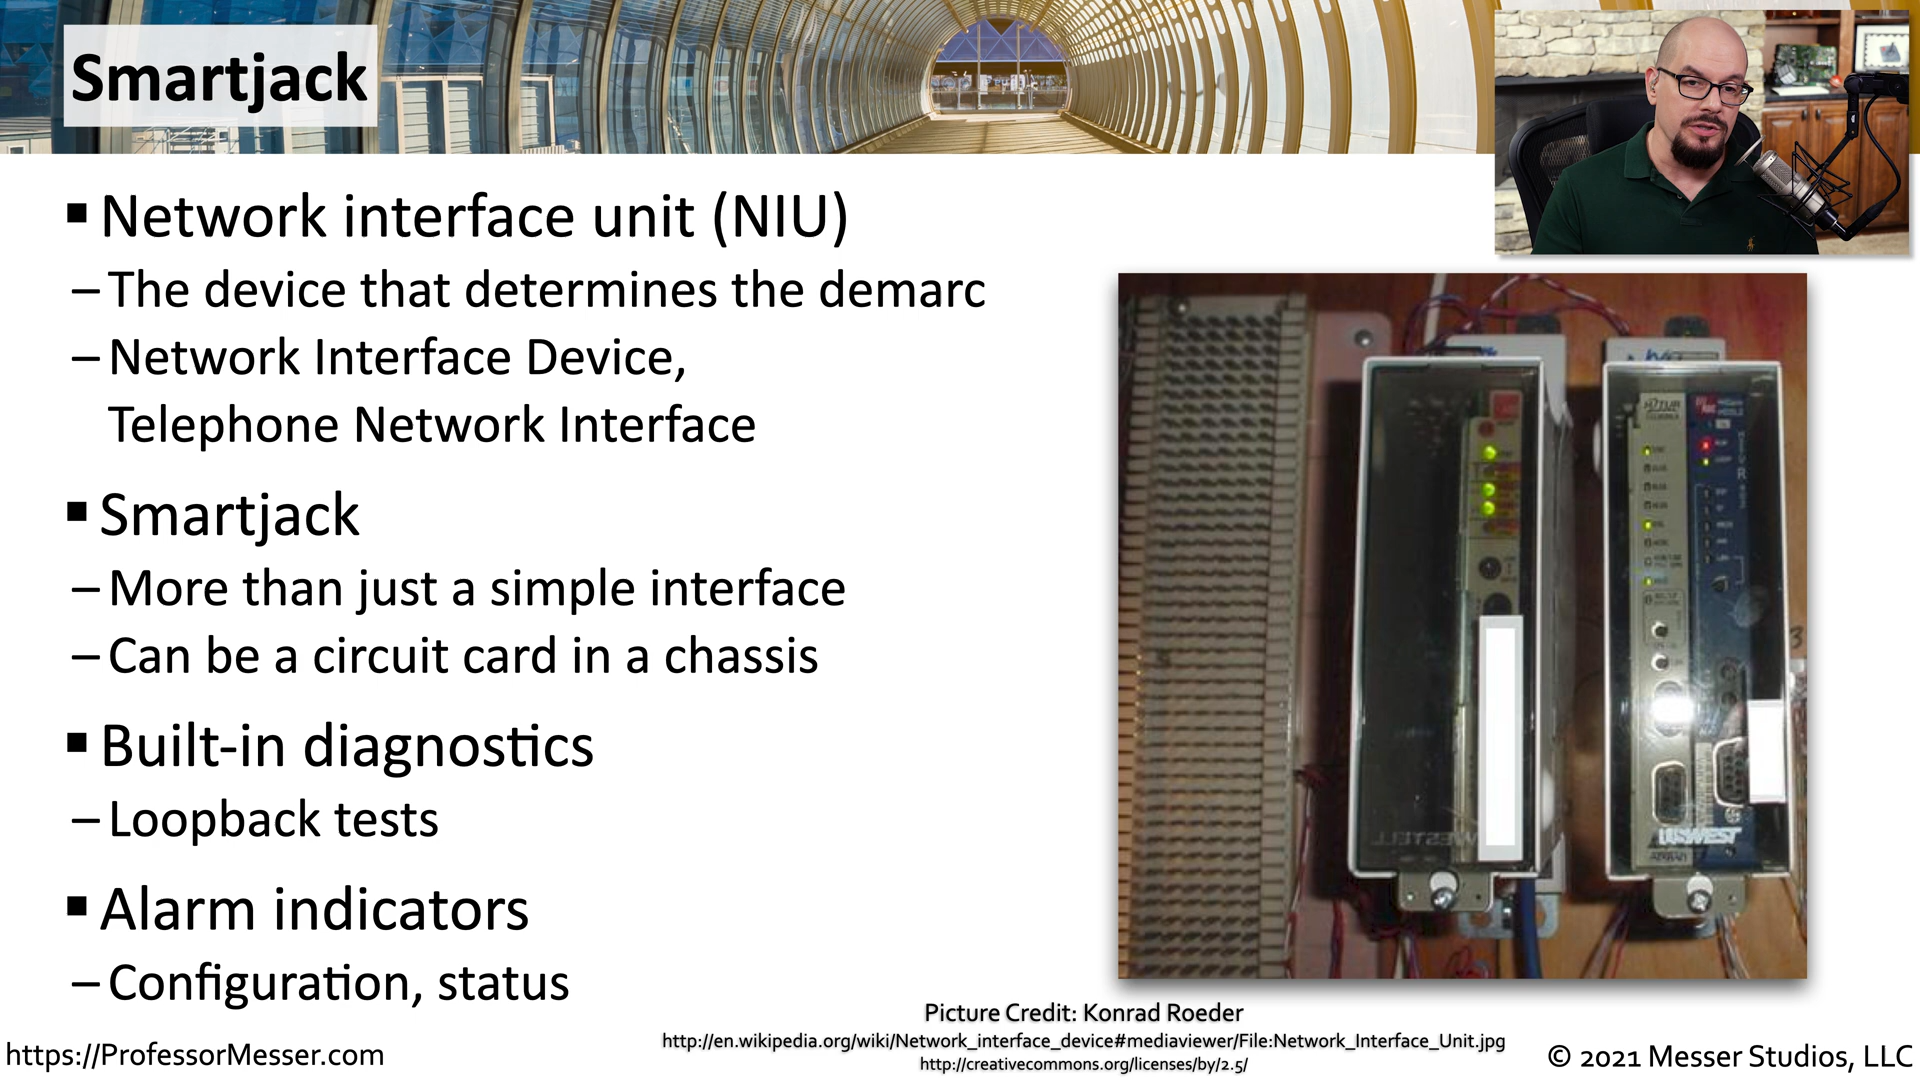 Smartjack
▪ Network interface unit (NIU)
– The device that determines the demarc
– Network Interface Device,
Telephone Network Interface
▪ Smartjack
– More than just a simple interface
– Can be a circuit card in a chassis
▪ Built-in diagnostics
– Loopback tests
▪ Alarm indicators
– Configuration, status
WESTELL
USWEST
ADTRAN
Picture Credit: Konrad Roeder
http://en.wikipedia.org/wiki/Network_interface_device#mediaviewer/File:Network_Interface_Unit.jpg
http://creativecommons.org/licenses/by/2.5/
https://ProfessorMesser.com
© 2021 Messer Studios, LLC